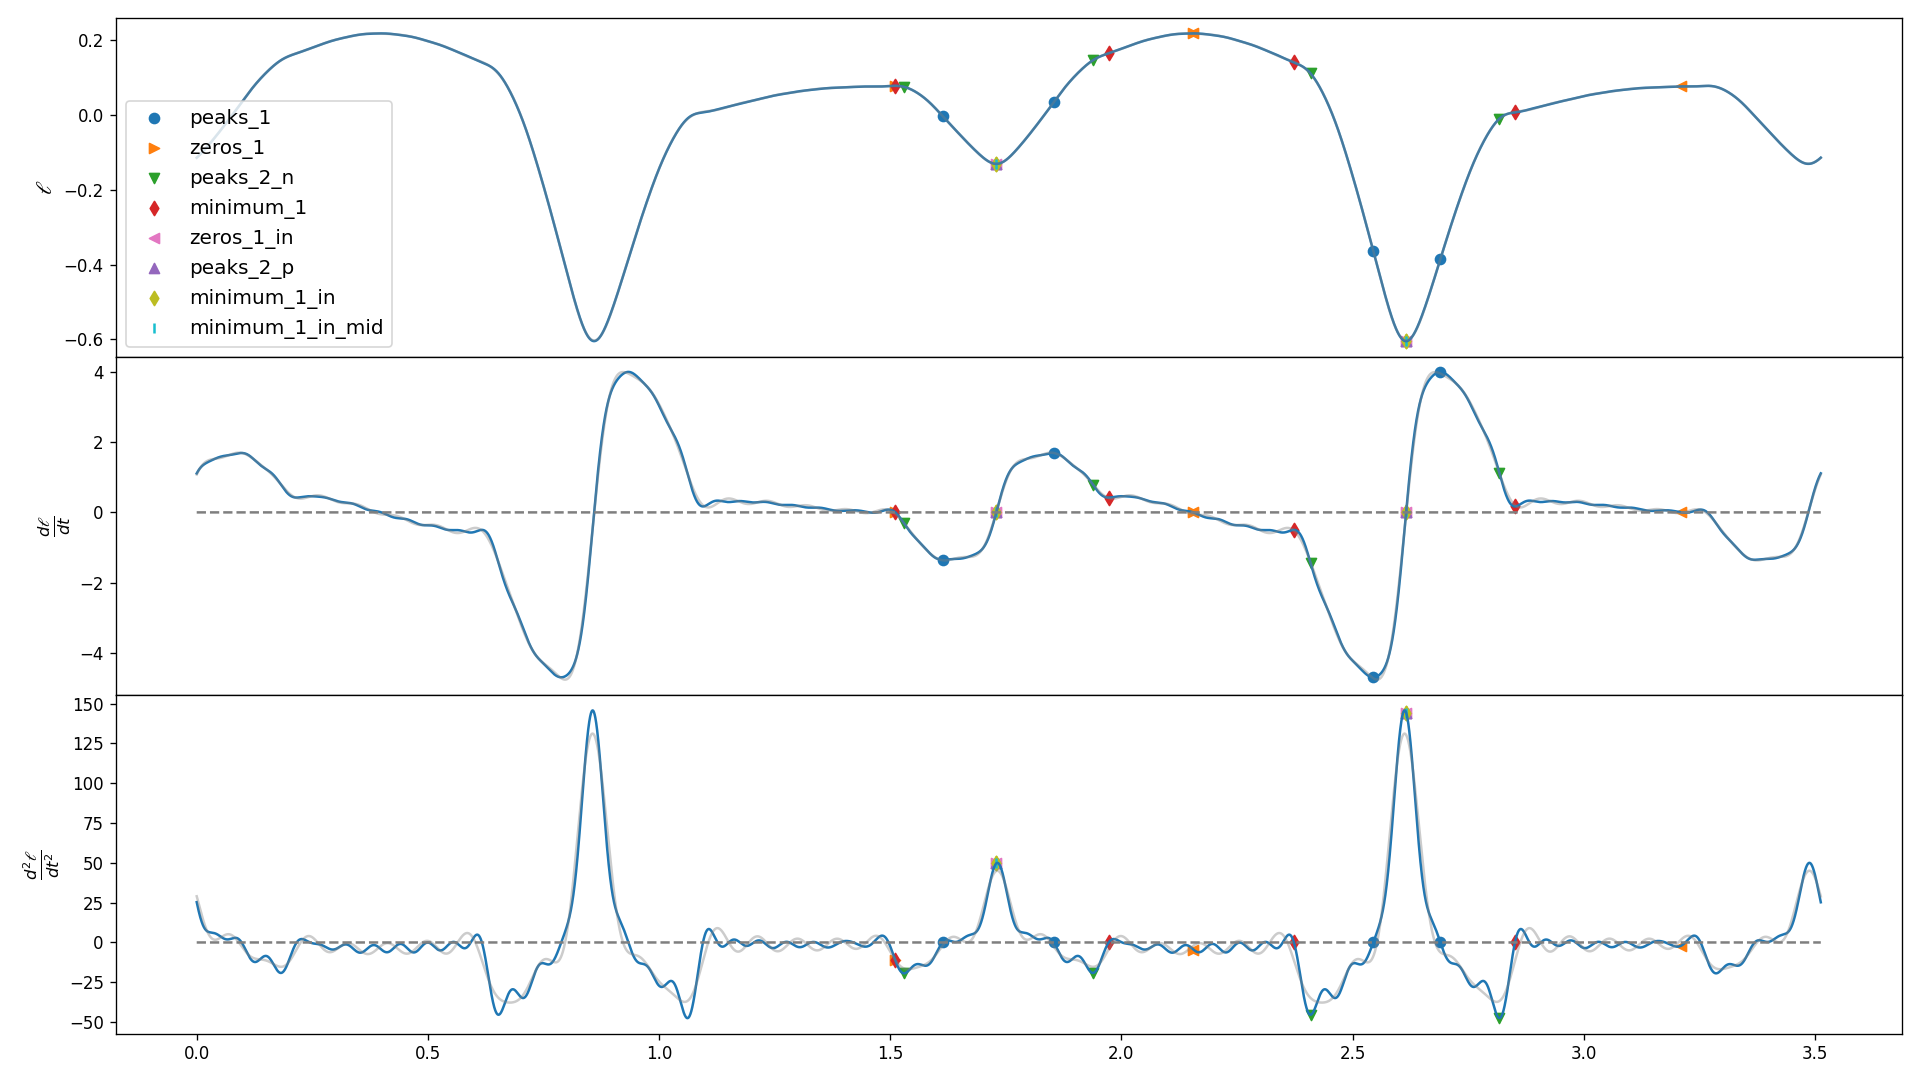 0.2
0.0
−0.2
−0.4
−0.6
ℓ
peaks_1
zeros_1
peaks_2_n
minimum_1
zeros_1_in
peaks_2_p
minimum_1_in
minimum_1_in_mid
4
2
0
−2
−4
dℓ
dt
150
125
100
75
50
25
0
−25
−50
d²ℓ
dt²
0.0 0.5 1.0 1.5 2.0 2.5 3.0 3.5